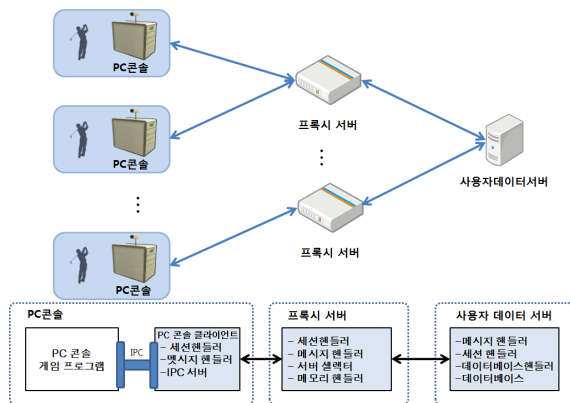 PC콘솔
프록시 서버
PC콘솔
사용자데이터서버
프록시 서버
PC콘솔
PC콘솔
프록시 서버
사용자 데이터 서버
PC 콘솔
게임 프로그램
IPC
PC 콘솔 클라이언트
– 세션핸들러
–멧시지 핸들러
–IPC 서버
– 세션핸들러
– 메시지 핸들러
– 서버 셀렉터
– 메모리 핸들러
–메시지 핸들러
–세션 핸들러
–데이터베이스핸들러
–데이터베이스